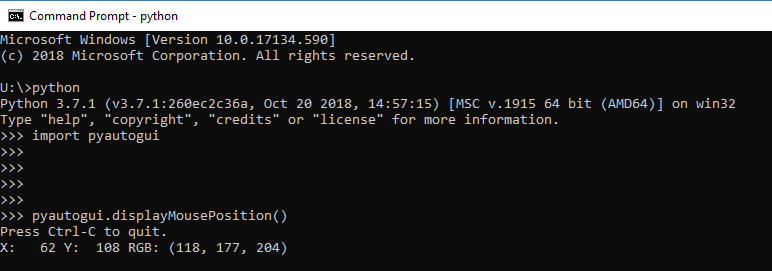 Command Prompt - python
Microsoft Windows [Version 10.0.17134.590]
(c) 2018 Microsoft Corporation. All rights reserved.
U:\>python
Python 3.7.1 (v3.7.1:260ec2c36a, Oct 20 2018, 14:57:15) [MSC v.1915 64 bit (AMD64)] on win32
Type "help", "copyright", "credits" or "license" for more information.
>>> import pyautogui
>>>
>>>
>>>
>>>
>>> pyautogui.displayMousePosition()
Press Ctrl-C to quit.
X:   62 Y:  108 RGB: (118, 177, 204)